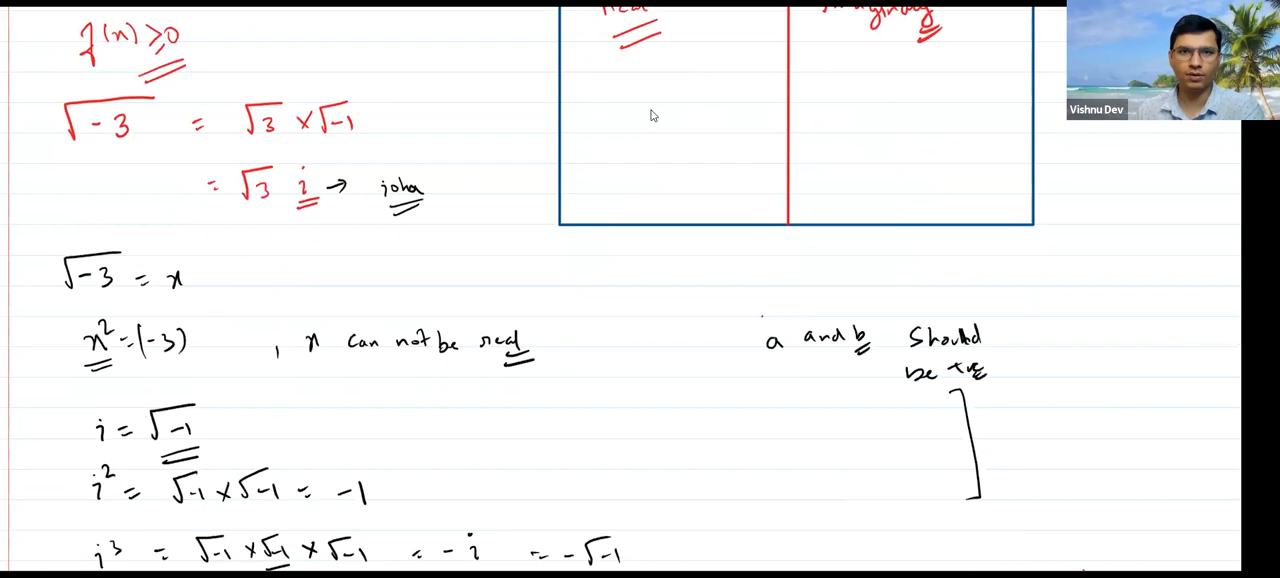 f(x) ≥ 0
real
imaginary
√-3 = √3 × √-1
= √3 i → iota
√-3 = x
x² = (-3) , x can not be real
a and b should
be +ve
i = √-1
i² = √-1 × √-1 = -1
i³ = √-1 × √-1 × √-1 = - i = - √-1
Vishnu Dev